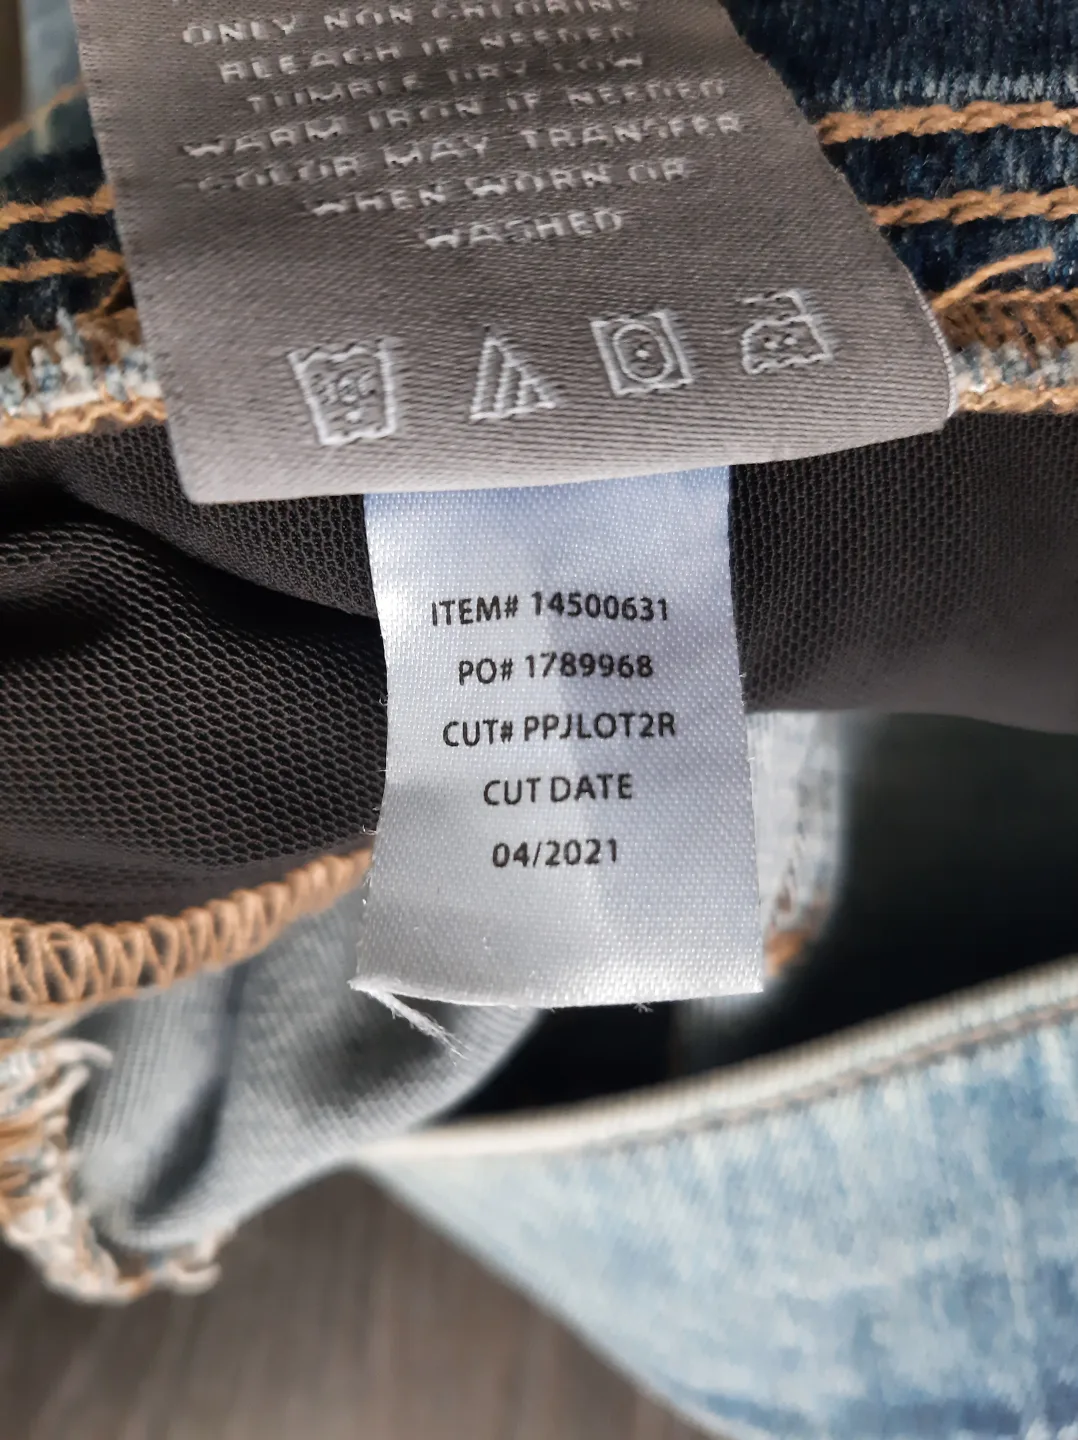 ONLY NON CHLORINE
BLEACH IF NEEDED
TUMBLE DRY LOW
WARM IRON IF NEEDED
COLOR MAY TRANSFER
WHEN WORN OR
WASHED
ITEM# 14500631
PO# 1789968
CUT# PPJLOT2R
CUT DATE
04/2021